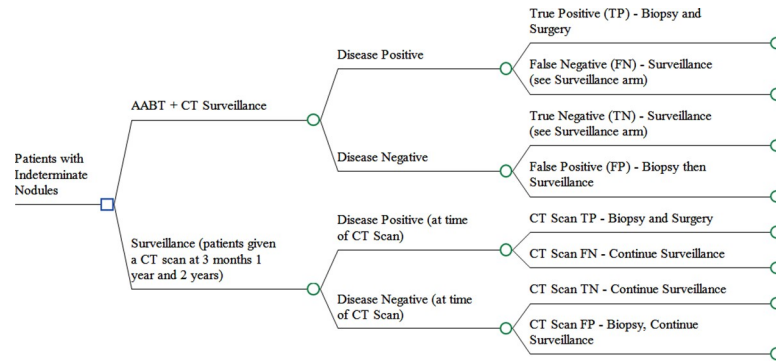 True Positive (TP) - Biopsy and
Surgery
Disease Positive
False Negative (FN) - Surveillance
(see Surveillance arm)
AABT + CT Surveillance
True Negative (TN) - Surveillance
(see Surveillance arm)
Disease Negative
False Positive (FP) - Biopsy then
Surveillance
Patients with
Indeterminate
Nodules
Disease Positive (at time
of CT Scan)
CT Scan TP - Biopsy and Surgery
CT Scan FN - Continue Surveillance
Surveillance (patients given
a CT scan at 3 months 1
year and 2 years)
Disease Negative (at time
of CT Scan)
CT Scan TN - Continue Surveillance
CT Scan FP - Biopsy, Continue
Surveillance